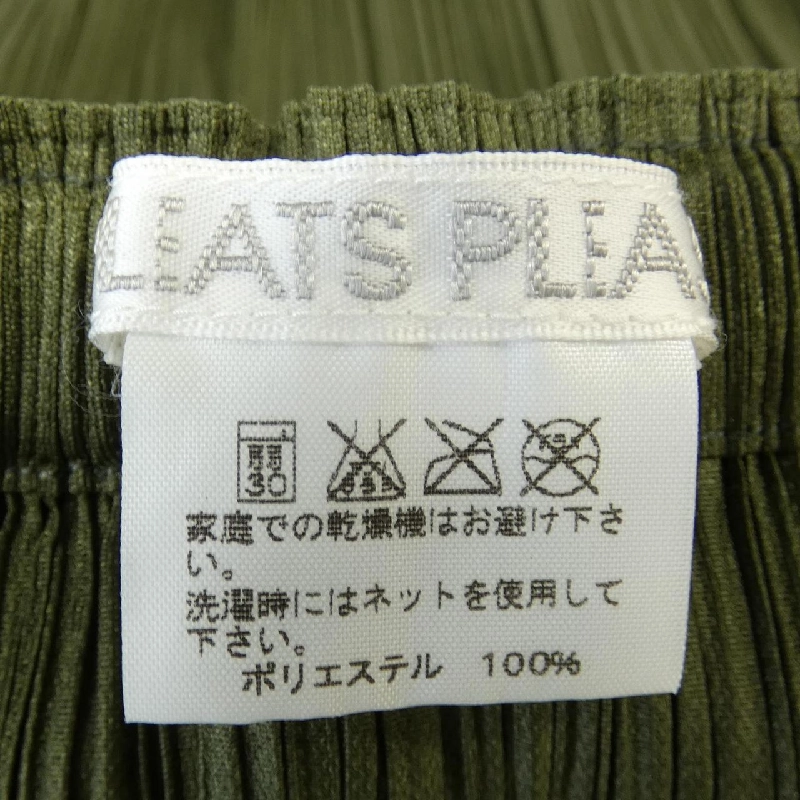 LEATS PLEA
弱 30
家庭での乾燥機はお避け下さ
い。
洗濯時にはネットを使用して
下さい。
ポリエステル 100%